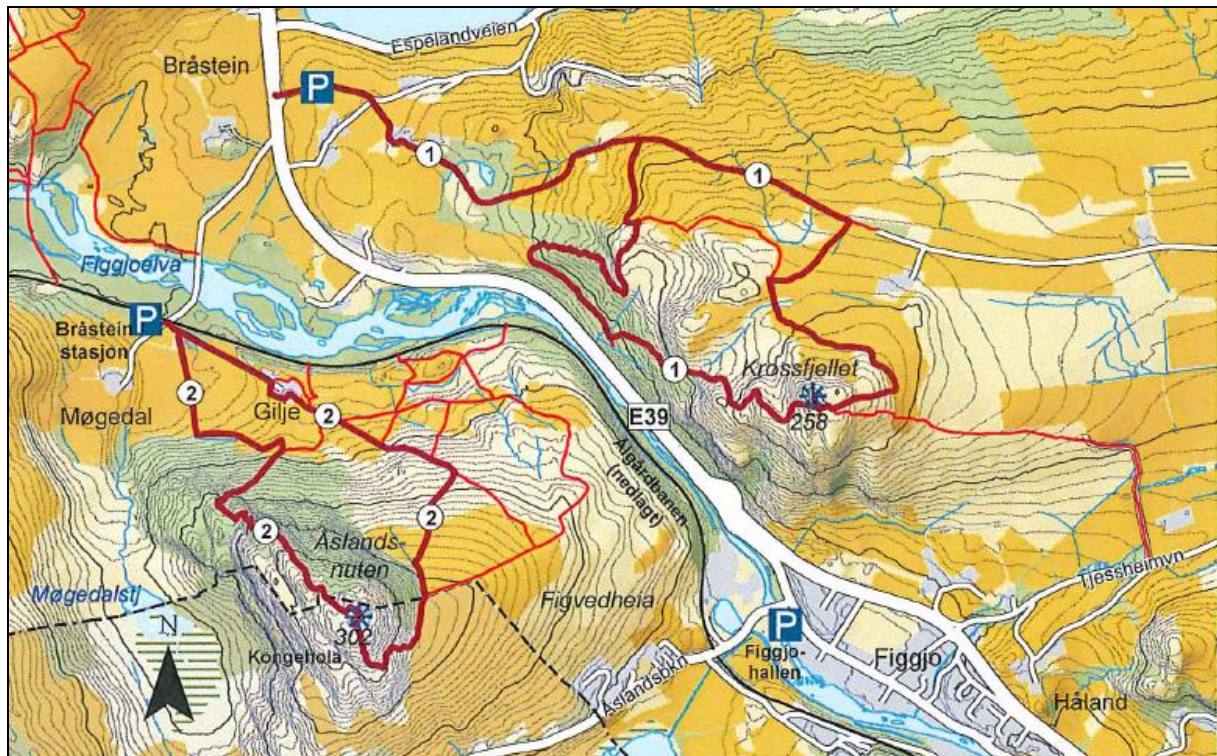 Espelandveien
Bråstein
P
1
1
Figgjoelva
P
Bråstein
stasjon
2
Møgedal
Gilje
2
1
Krossfjellet
258
E39
Ålgårdbanen
(nedlagt)
2
2
Åslands-
nuten
Møgedalstj
302
Kongehola
Figvedheia
N
Tjessheimvn
P
Figgjo-
hallen
Figgjo
Åslandsbkn
Håland